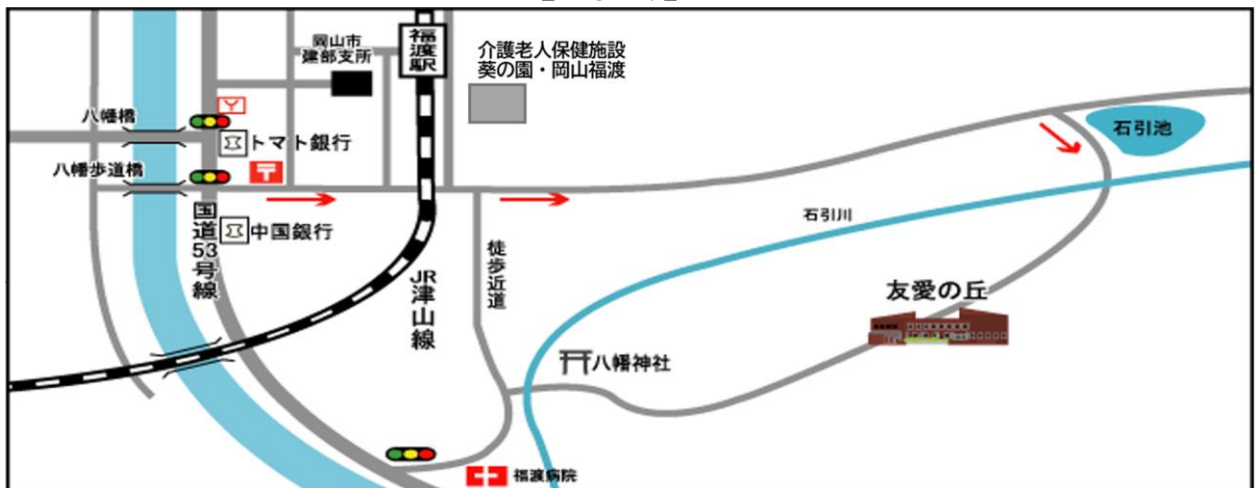 岡山市
建部支所
福渡駅
介護老人保健施設
葵の園・岡山福渡
八幡橋
トマト銀行
石引池
八幡歩道橋
国道53号線
中国銀行
石引川
徒歩近道
JR津山線
友愛の丘
八幡神社
福渡病院